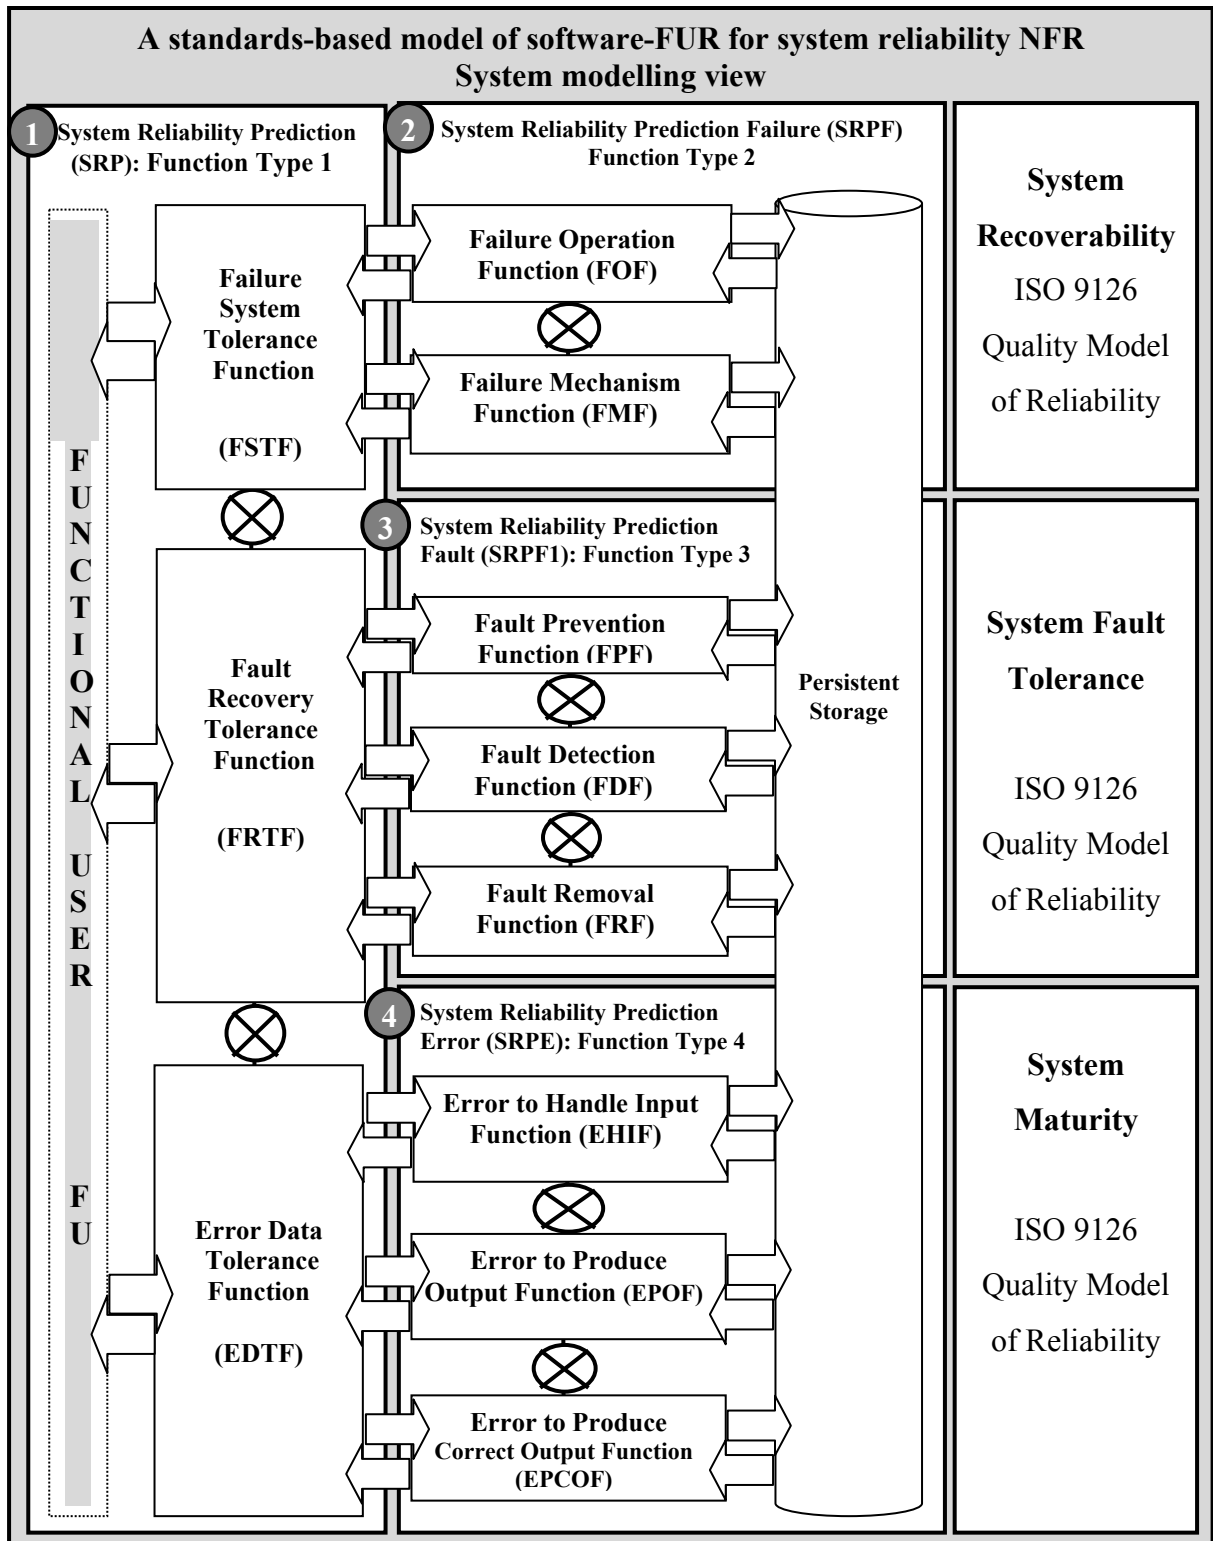 A standards-based model of software-FUR for system reliability NFR
System modelling view
1
System Reliability Prediction
(SRP): Function Type 1
2
System Reliability Prediction Failure (SRPF)
Function Type 2
FUNCTIONAL USER
FU
Failure
System
Tolerance
Function
(FSTF)
Failure Operation
Function (FOF)
Failure Mechanism
Function (FMF)
System
Recoverability
ISO 9126
Quality Model
of Reliability
3
System Reliability Prediction
Fault (SRPF1): Function Type 3
Fault
Recovery
Tolerance
Function
(FRTF)
Fault Prevention
Function (FPF)
Fault Detection
Function (FDF)
Fault Removal
Function (FRF)
Persistent
Storage
System Fault
Tolerance
ISO 9126
Quality Model
of Reliability
4
System Reliability Prediction
Error (SRPE): Function Type 4
Error Data
Tolerance
Function
(EDTF)
Error to Handle Input
Function (EHIF)
Error to Produce
Output Function (EPOF)
Error to Produce
Correct Output Function
(EPCOF)
System
Maturity
ISO 9126
Quality Model
of Reliability